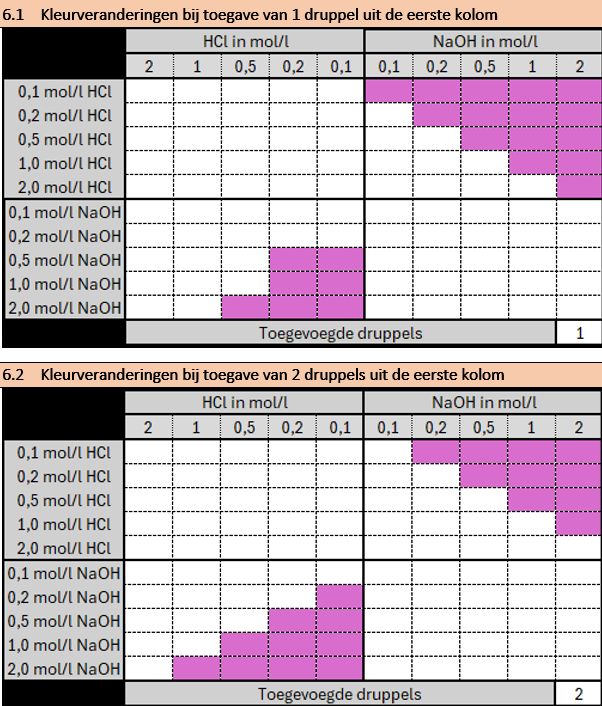 6.1 Kleurveranderingen bij toegave van 1 druppel uit de eerste kolom
HCl in mol/l NaOH in mol/l
2 1 0,5 0,2 0,1 0,1 0,2 0,5 1 2
0,1 mol/l HCl
0,2 mol/l HCl
0,5 mol/l HCl
1,0 mol/l HCl
2,0 mol/l HCl
0,1 mol/l NaOH
0,2 mol/l NaOH
0,5 mol/l NaOH
1,0 mol/l NaOH
2,0 mol/l NaOH
Toegevoegde druppels 1
6.2 Kleurveranderingen bij toegave van 2 druppels uit de eerste kolom
HCl in mol/l NaOH in mol/l
2 1 0,5 0,2 0,1 0,1 0,2 0,5 1 2
0,1 mol/l HCl
0,2 mol/l HCl
0,5 mol/l HCl
1,0 mol/l HCl
2,0 mol/l HCl
0,1 mol/l NaOH
0,2 mol/l NaOH
0,5 mol/l NaOH
1,0 mol/l NaOH
2,0 mol/l NaOH
Toegevoegde druppels 2